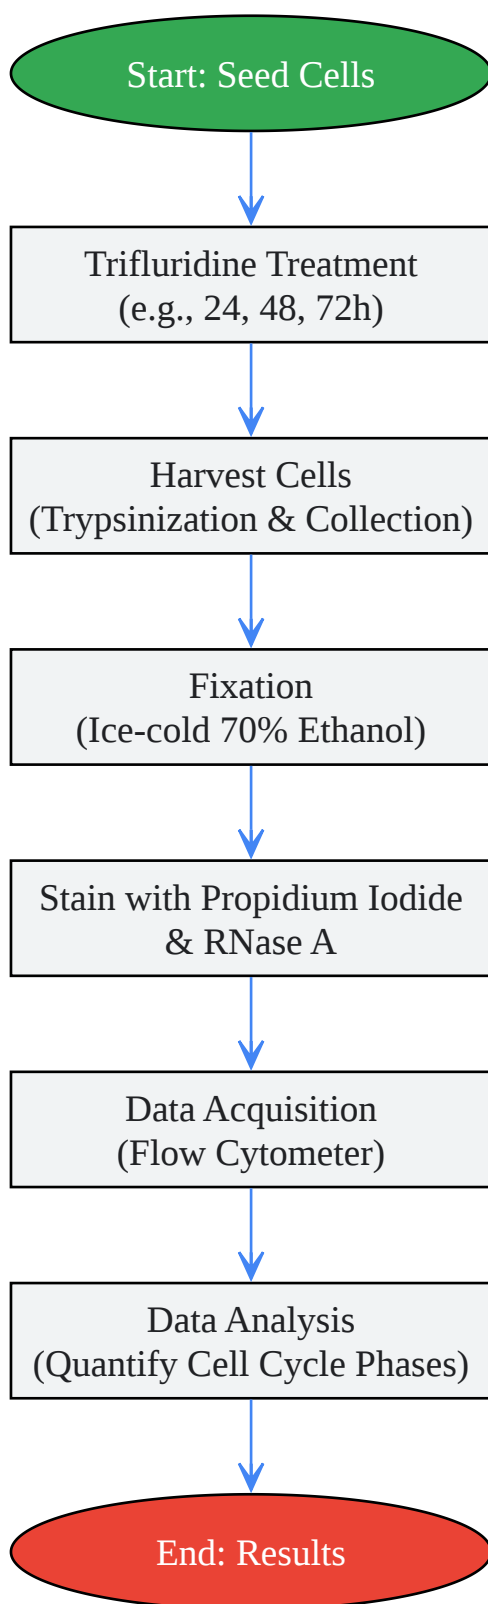 Start: Seed Cells
Trifluridine Treatment
(e.g., 24, 48, 72h)
Harvest Cells
(Trypsinization & Collection)
Fixation
(Ice-cold 70% Ethanol)
Stain with Propidium Iodide
& RNase A
Data Acquisition
(Flow Cytometer)
Data Analysis
(Quantify Cell Cycle Phases)
End: Results